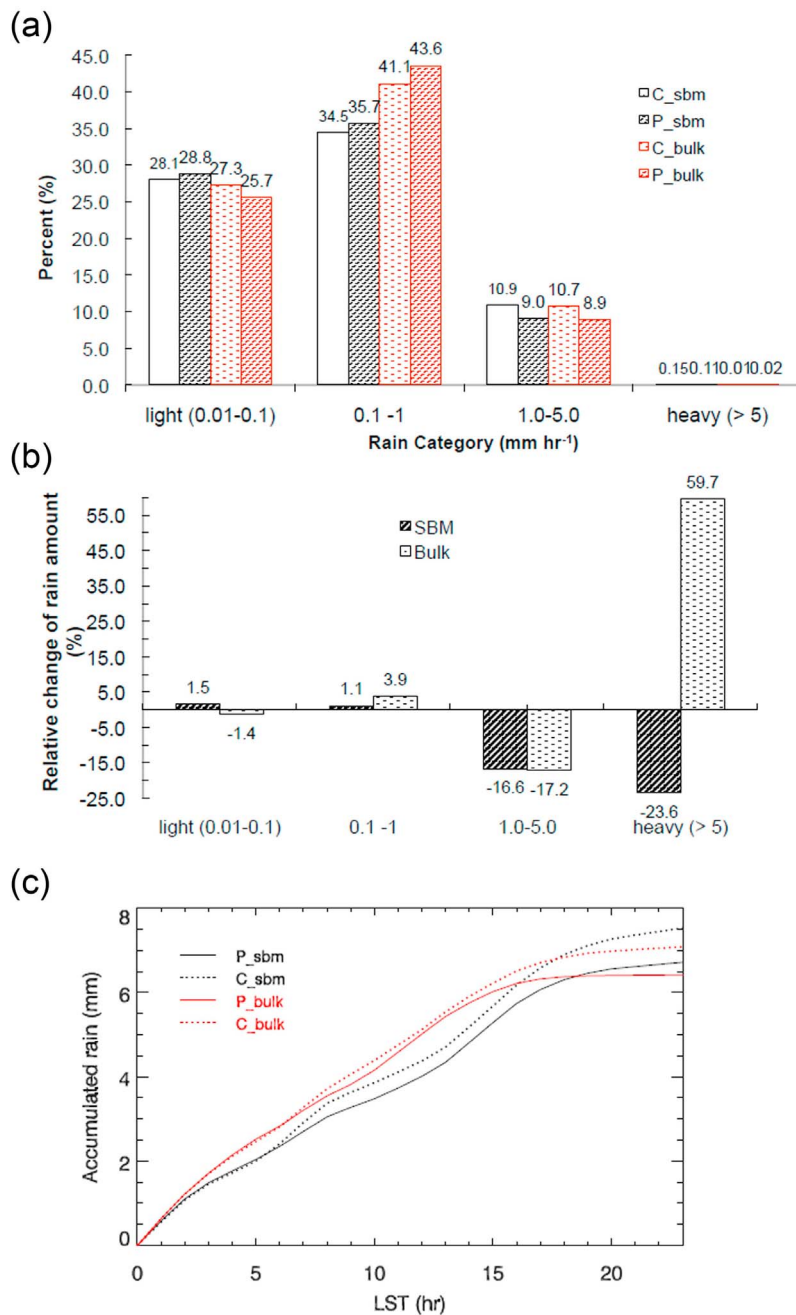 (a)
45.0
40.0
35.0
30.0
25.0
20.0
15.0
10.0
5.0
0.0
Percent (%)
28.1 28.8 27.3 25.7
34.5 35.7 41.1 43.6
10.9 9.0 10.7 8.9
0.15 0.11 0.01 0.02
C_sbm
P_sbm
C_bulk
P_bulk
light (0.01-0.1) 0.1 -1 1.0-5.0 heavy (> 5)
Rain Category (mm hr-1)
(b)
55.0
45.0
35.0
25.0
15.0
5.0
-5.0
-15.0
-25.0
Relative change of rain amount
(%)
SBM
Bulk
1.5 -1.4
1.1 3.9
-16.6 -17.2
-23.6 59.7
light (0.01-0.1) 0.1 -1 1.0-5.0 heavy (> 5)
(c)
8
6
4
2
0
Accumulated rain (mm)
P_sbm
C_sbm
P_bulk
C_bulk
0 5 10 15 20
LST (hr)